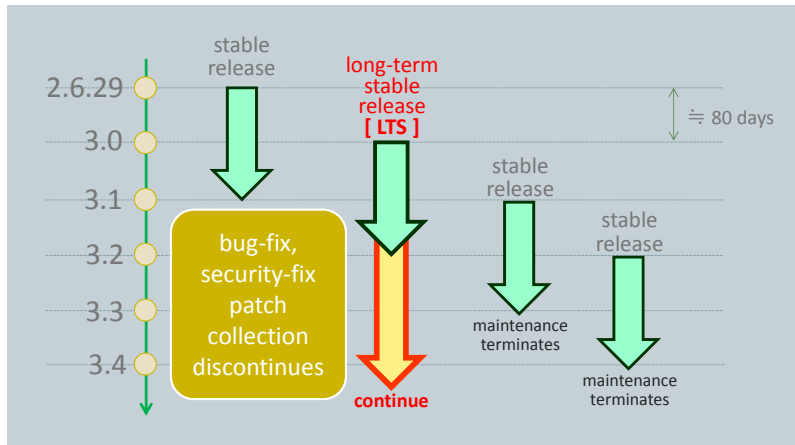 stable
release
long-term
stable
release
[ LTS ]
2.6.29
≒ 80 days
3.0
stable
release
3.1
stable
release
bug-fix,
security-fix
patch
collection
discontinues
3.2
3.3
maintenance
terminates
3.4
maintenance
terminates
continue